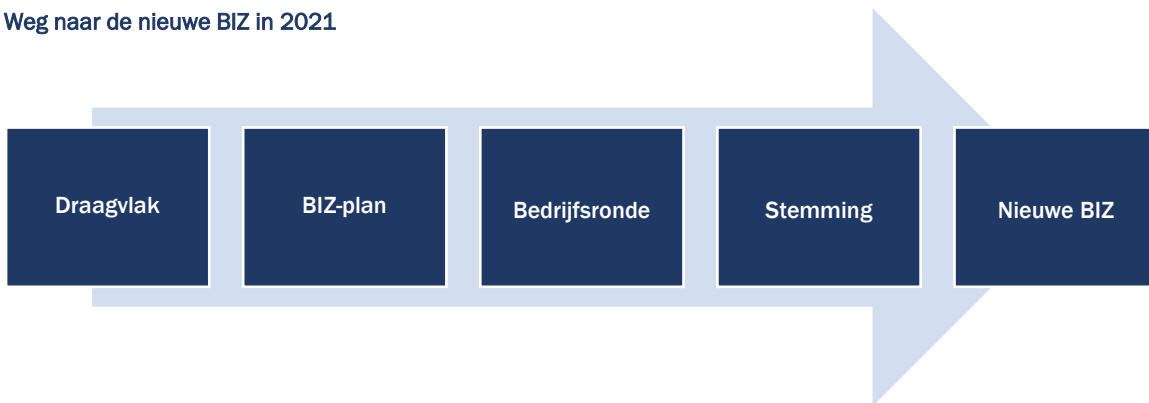 Weg naar de nieuwe BIZ in 2021
Draagvlak
BIZ-plan
Bedrijfsronde
Stemming
Nieuwe BIZ